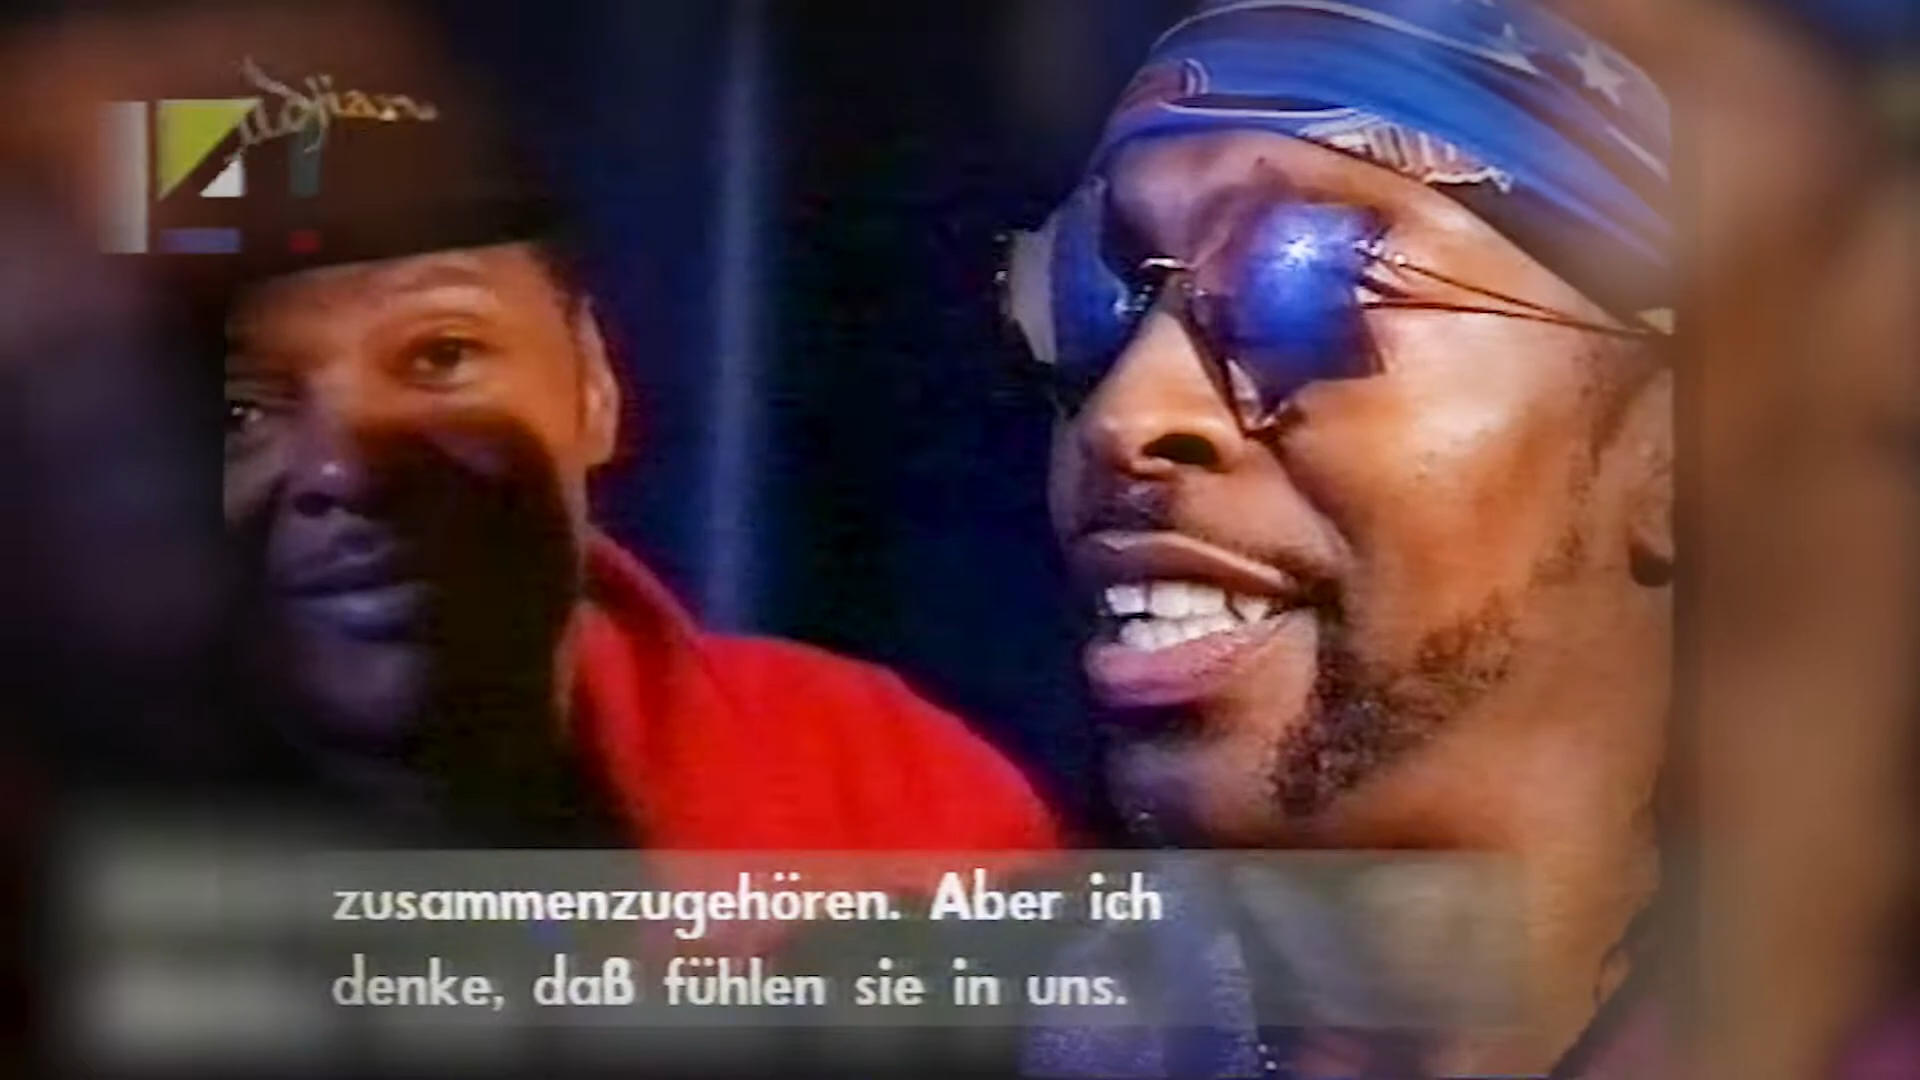 zusammenzugehören. Aber ich
denke, daß fühlen sie in uns.